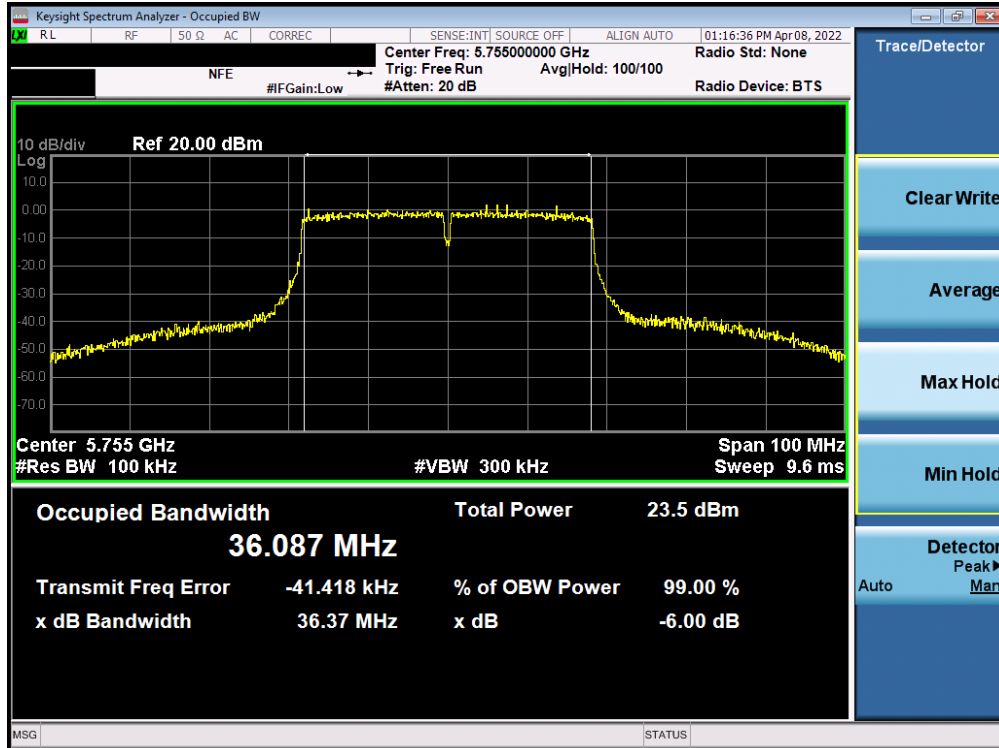 Keysight Spectrum Analyzer - Occupied BW
LXI RL RF 50 Ω AC CORREC SENSE:INT SOURCE OFF ALIGN AUTO 01:16:36 PM Apr 08, 2022
Center Freq: 5.755000000 GHz Radio Std: None
NFE Trig: Free Run Avg|Hold: 100/100
#IFGain:Low #Atten: 20 dB Radio Device: BTS
10 dB/div Ref 20.00 dBm
Log
10.0
0.00
-10.0
-20.0
-30.0
-40.0
-50.0
-60.0
-70.0
Center 5.755 GHz Span 100 MHz
#Res BW 100 kHz #VBW 300 kHz Sweep 9.6 ms
Occupied Bandwidth Total Power 23.5 dBm
36.087 MHz
Transmit Freq Error -41.418 kHz % of OBW Power 99.00 %
x dB Bandwidth 36.37 MHz x dB -6.00 dB
MSG STATUS
Trace/Detector
Clear Write
Average
Max Hold
Min Hold
Detector
Peak
Auto Man